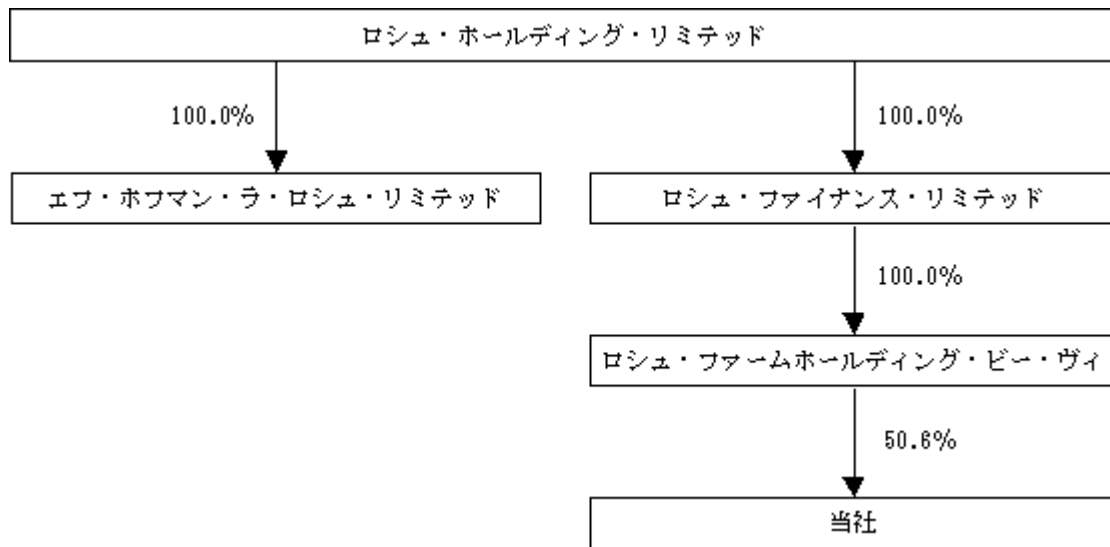 ロシュ・ホールディング・リミテッド
100.0%
100.0%
エフ・ホフマン・ラ・ロシュ・リミテッド
ロシュ・ファイナンス・リミテッド
100.0%
ロシュ・ファームホールディング・ビー・ヴィ
50.6%
当社